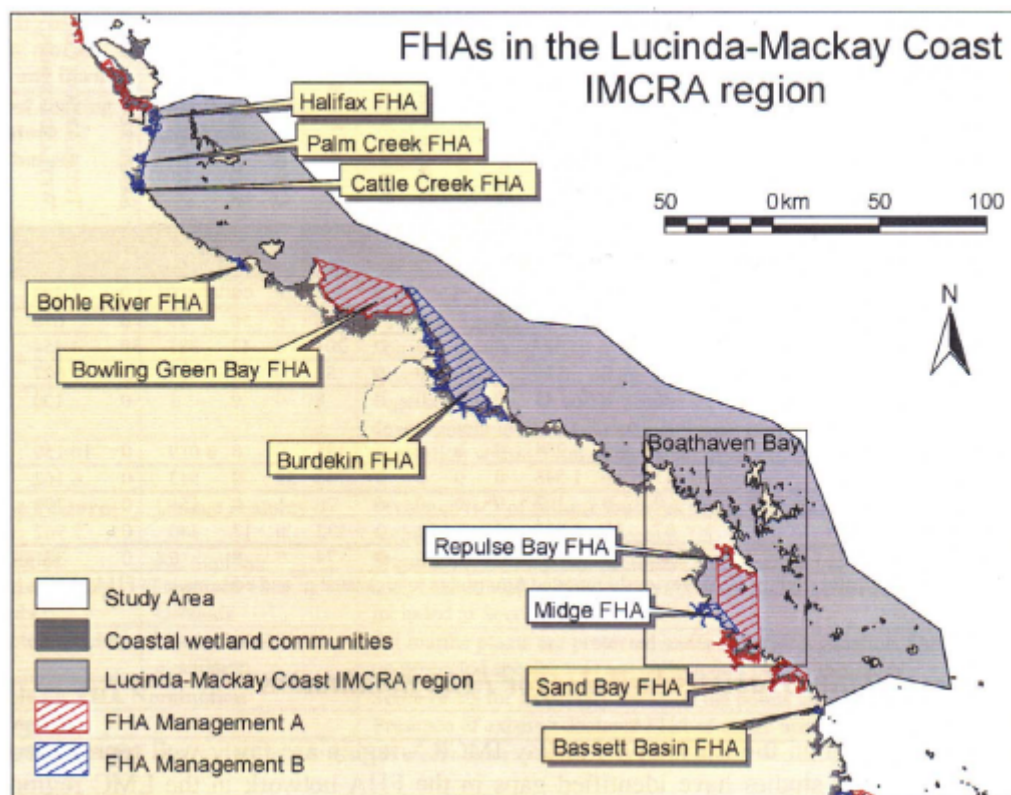 FHAs in the Lucinda-Mackay Coast
IMCRA region
Halifax FHA
Palm Creek FHA
Cattle Creek FHA
50 0km 50 100
Bohle River FHA
N
Bowling Green Bay FHA
Burdekin FHA
Boathaven Bay
Repulse Bay FHA
Midge FHA
Sand Bay FHA
Bassett Basin FHA
Study Area
Coastal wetland communities
Lucinda-Mackay Coast IMCRA region
FHA Management A
FHA Management B